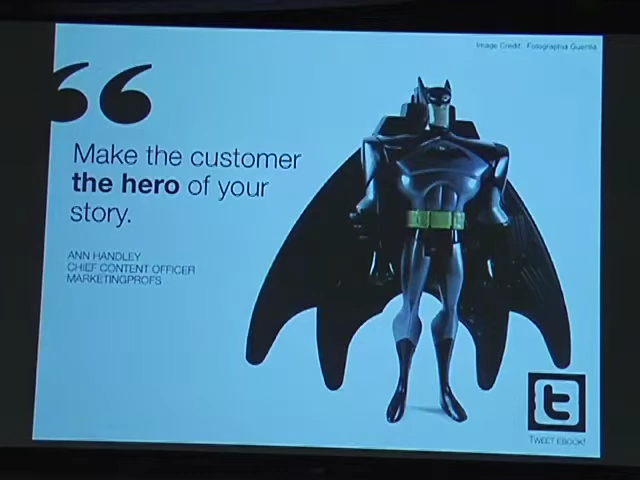 Image Credit: Fotographia Guerilla
Make the customer
the hero of your
story.
ANN HANDLEY
CHIEF CONTENT OFFICER
MARKETINGPROFS
TWEET EBOOK!